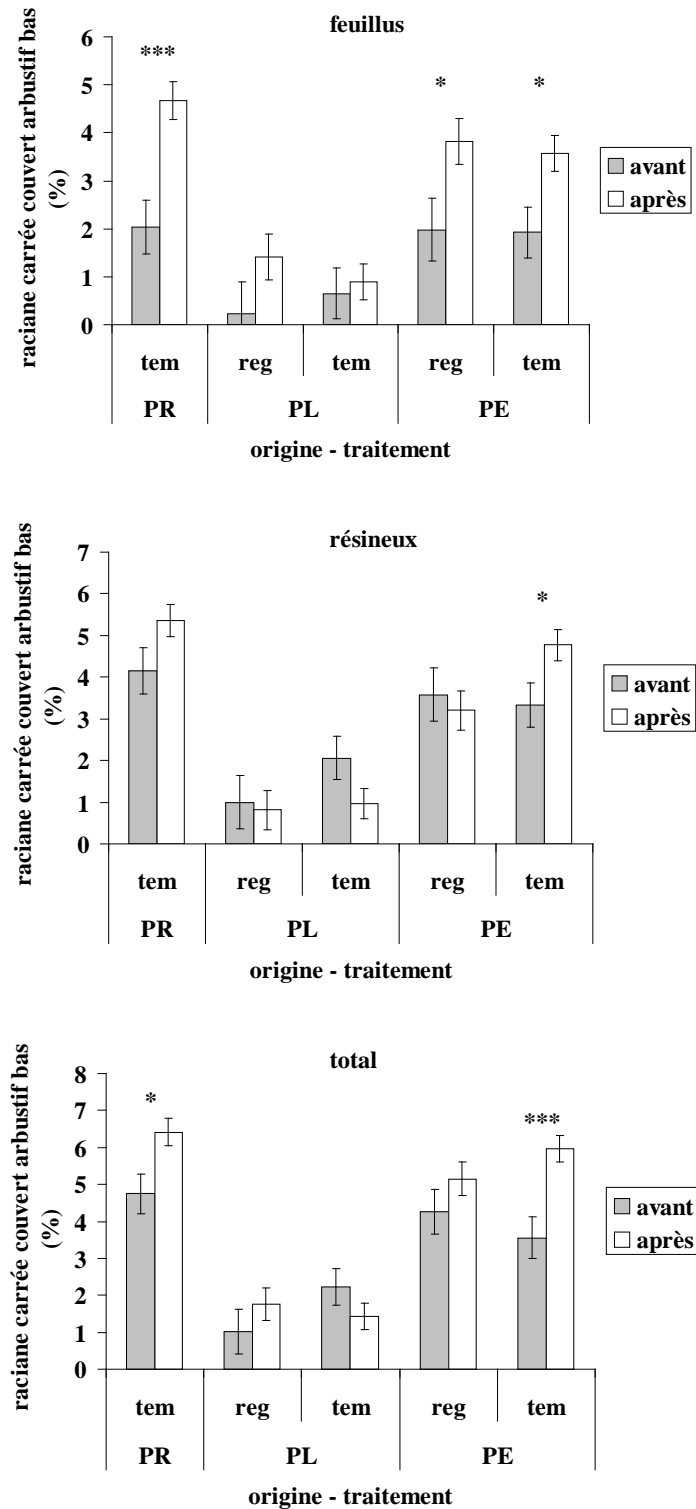 feuillus
raciane carrée couvert arbustif bas
(%)
6
5
4
3
2
1
0
***
*
*
avant
après
tem
reg
tem
reg
tem
PR
PL
PE
origine - traitement
résineux
raciane carrée couvert arbustif bas
(%)
7
6
5
4
3
2
1
0
*
avant
après
tem
reg
tem
reg
tem
PR
PL
PE
origine - traitement
total
raciane carrée couvert arbustif bas
(%)
8
7
6
5
4
3
2
1
0
*
***
avant
après
tem
reg
tem
reg
tem
PR
PL
PE
origine - traitement